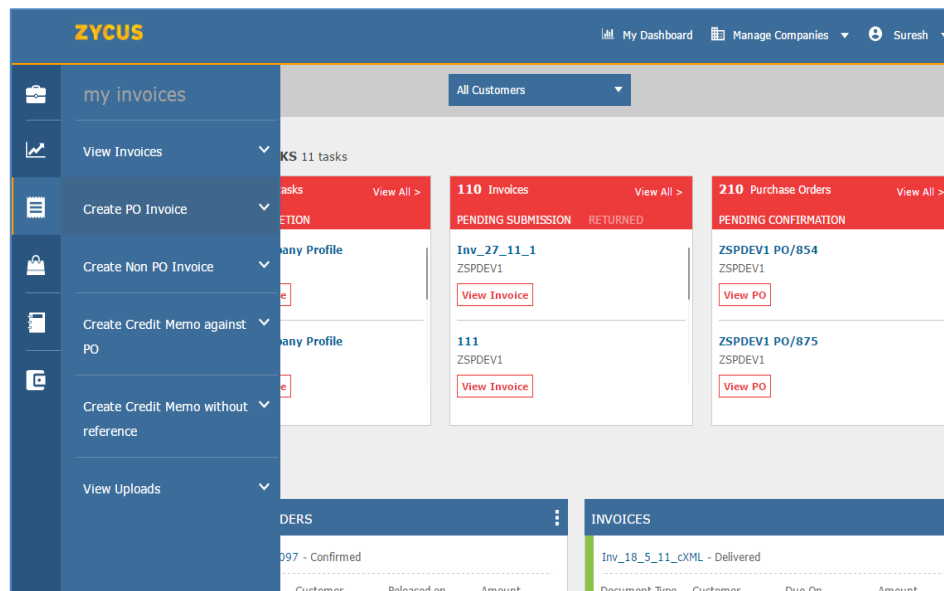 ZYCUS
My Dashboard
Manage Companies
Suresh
my invoices
All Customers
View Invoices
KS 11 tasks
Create PO Invoice
Create Non PO Invoice
Create Credit Memo against
PO
Create Credit Memo without
reference
View Uploads
asks
View All >
ETION
any Profile
e
any Profile
e
110 Invoices
View All >
PENDING SUBMISSION RETURNED
Inv_27_11_1
ZSPDEV1
View Invoice
111
ZSPDEV1
View Invoice
210 Purchase Orders
View All >
PENDING CONFIRMATION
ZSPDEV1 PO/854
ZSPDEV1
View PO
ZSPDEV1 PO/875
ZSPDEV1
View PO
DERS
097 - Confirmed
Customer Released on Amount
INVOICES
Inv_18_5_11_cXML - Delivered
Document Type Customer Due On Amount